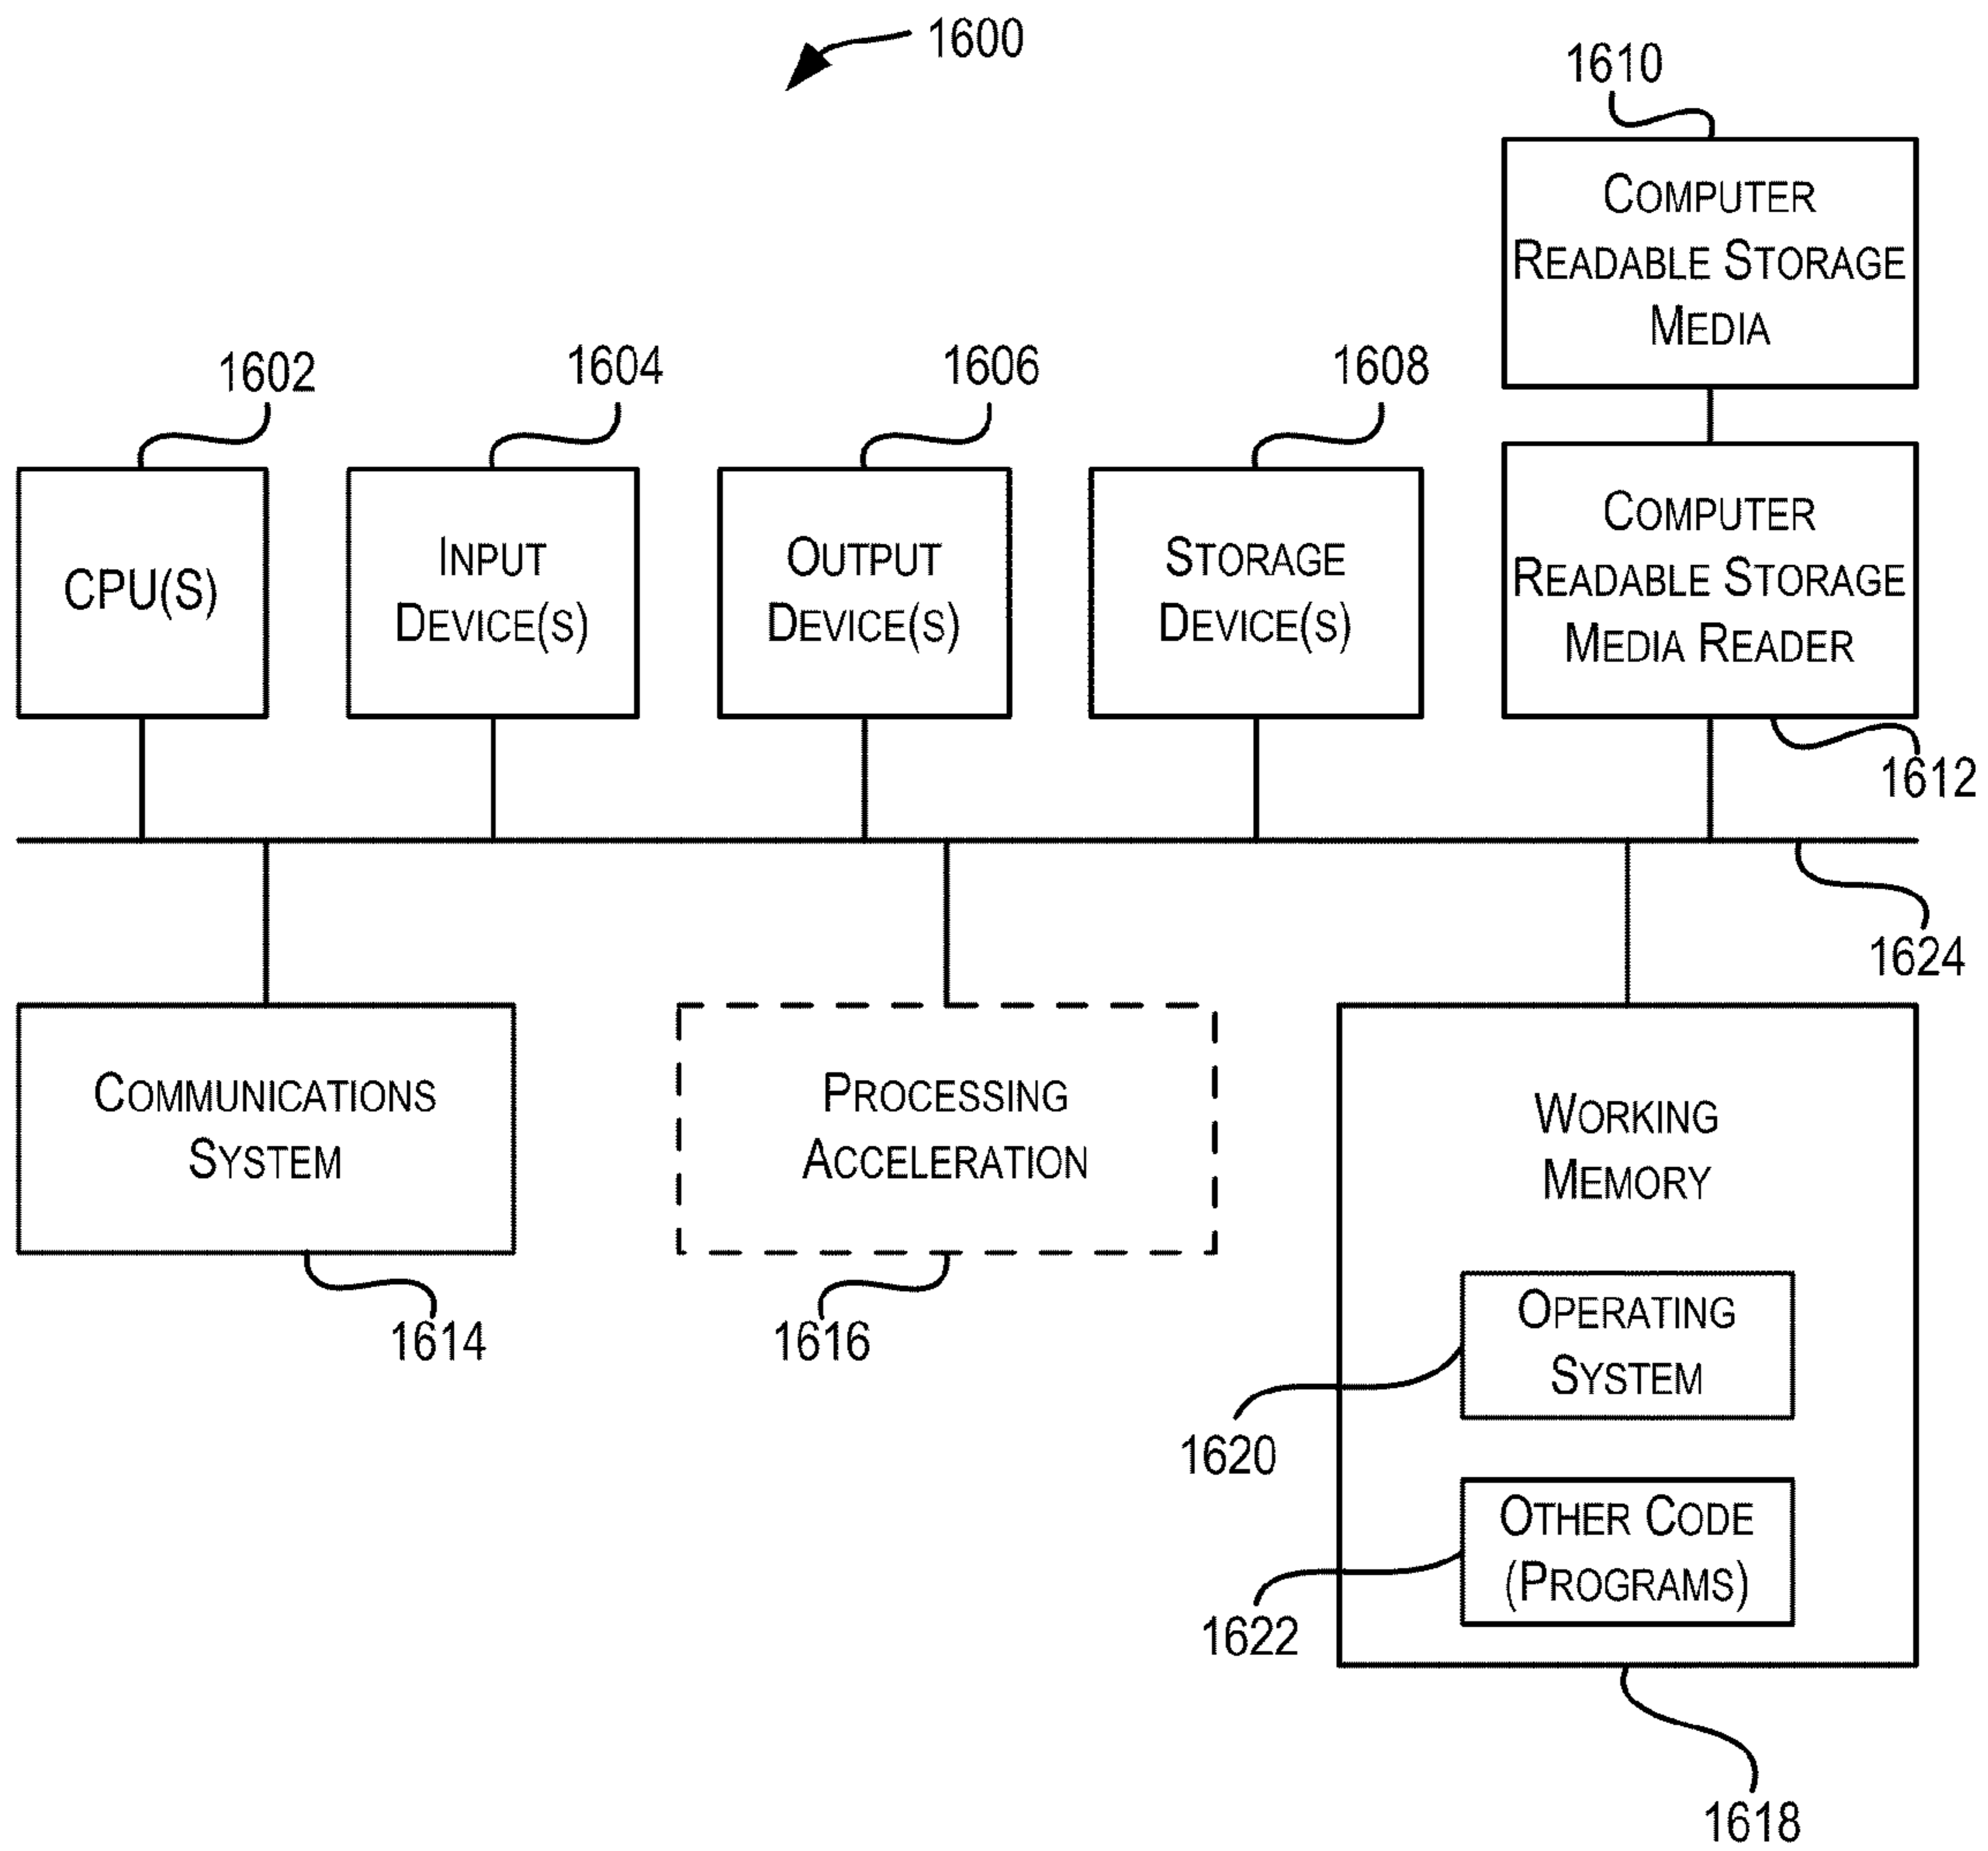 1600
1610
COMPUTER
READABLE STORAGE
MEDIA
1602
1604
1606
1608
CPU(S)
INPUT
DEVICE(S)
OUTPUT
DEVICE(S)
STORAGE
DEVICE(S)
COMPUTER
READABLE STORAGE
MEDIA READER
1612
1624
COMMUNICATIONS
SYSTEM
1614
PROCESSING
ACCELERATION
1616
WORKING
MEMORY
OPERATING
SYSTEM
1620
OTHER CODE
(PROGRAMS)
1622
1618